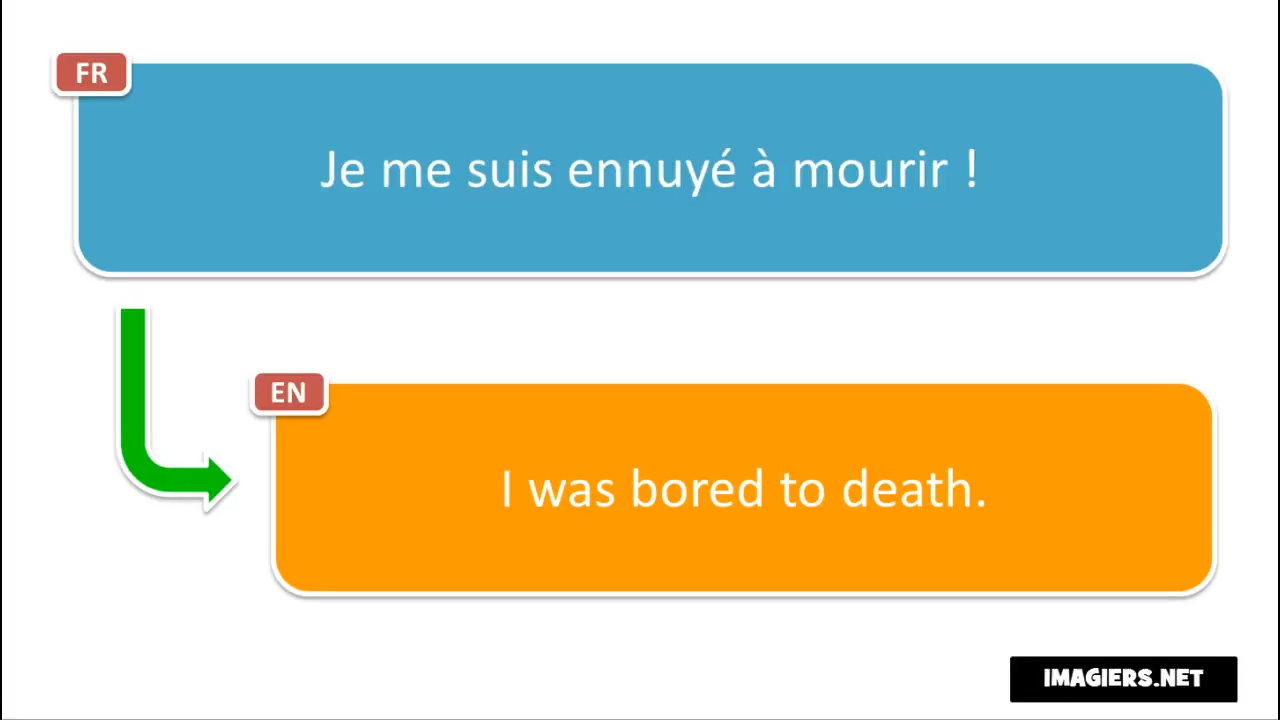 FR
Je me suis ennuyé à mourir !
EN
I was bored to death.
IMAGIERS.NET